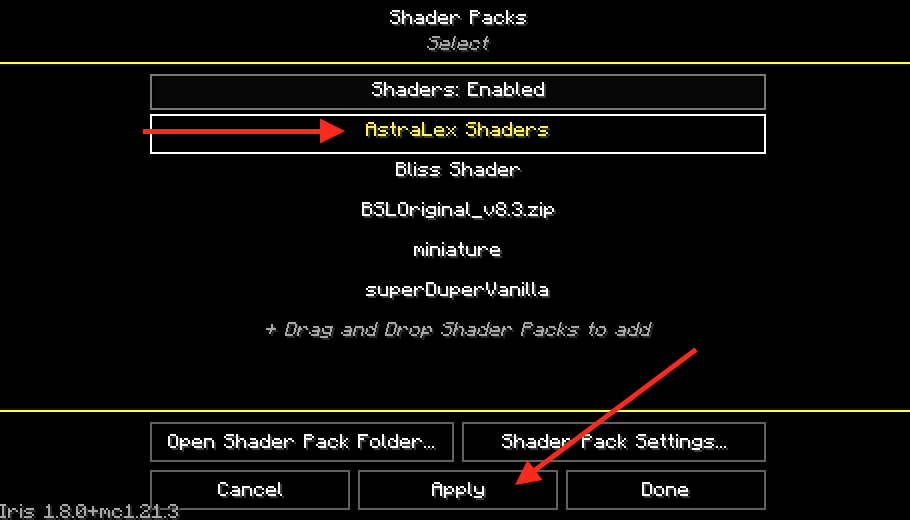 Shader Packs
Select
Shaders: Enabled
AstraLex Shaders
Bliss Shader
BSLOriginal_v8.3.zip
miniature
superDuperVanilla
+ Drag and Drop Shader Packs to add
Open Shader Pack Folder...
Shader Pack Settings...
Cancel
Apply
Done
Iris 1.8.0+mc1.21.3